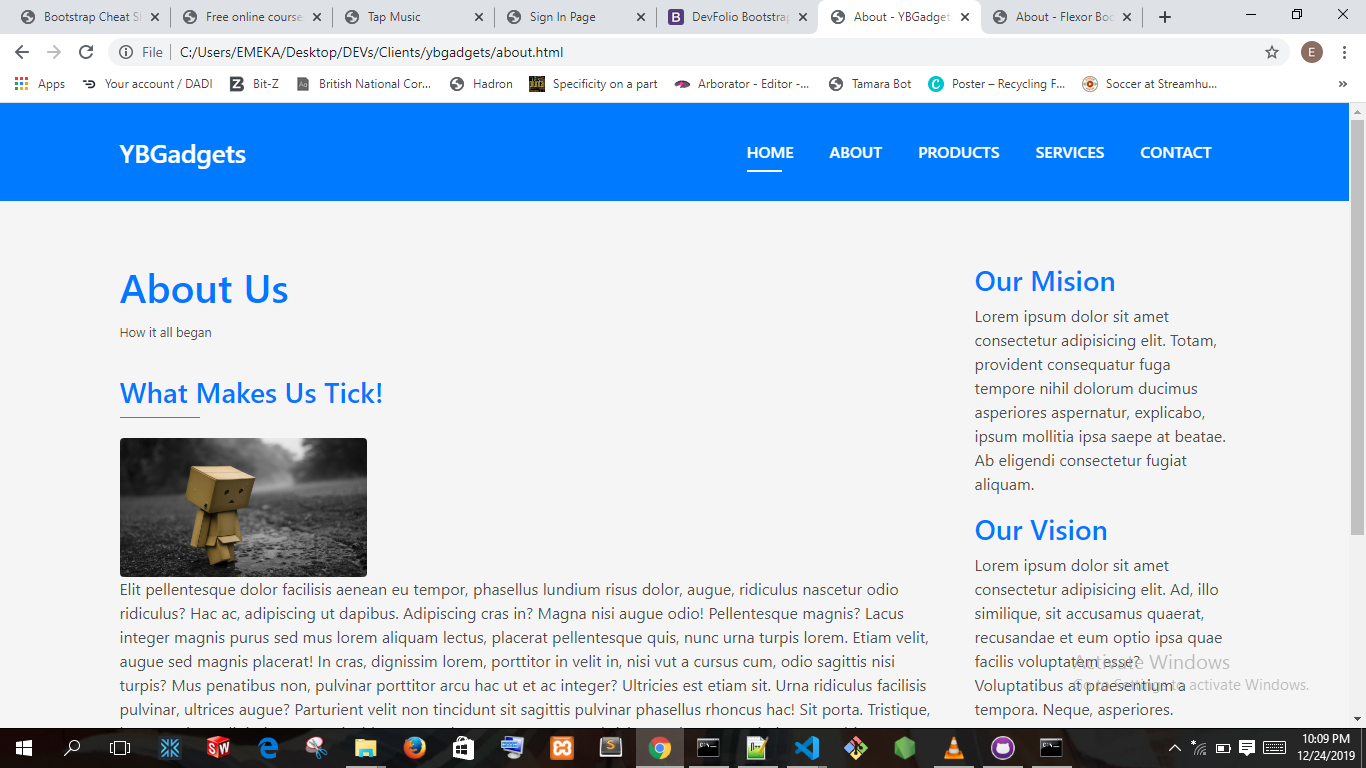 Bootstrap Cheat S
Free online course
Tap Music
Sign In Page
DevFolio Bootstrap
About - YBGadget
About - Flexor Boo
File
C:/Users/EMEKA/Desktop/DEVs/Clients/ybgadgets/about.html
E
Apps
Your account / DADI
Bit-Z
British National Cor...
Hadron
Specificity on a part
Arborator - Editor -...
Tamara Bot
Poster – Recycling F...
Soccer at Streamhu...
»
YBGadgets
HOME
ABOUT
PRODUCTS
SERVICES
CONTACT
About Us
How it all began
What Makes Us Tick!
Elit pellentesque dolor facilisis aenean eu tempor, phasellus lundium risus dolor, augue, ridiculus nascetur odio
ridiculus? Hac ac, adipiscing ut dapibus. Adipiscing cras in? Magna nisi augue odio! Pellentesque magnis? Lacus
integer magnis purus sed mus lorem aliquam lectus, placerat pellentesque quis, nunc urna turpis lorem. Etiam velit,
augue sed magnis placerat! In cras, dignissim lorem, porttitor in velit in, nisi vut a cursus cum, odio sagittis nisi
turpis? Mus penatibus non, pulvinar porttitor arcu hac ut et ac integer? Ultricies est etiam sit. Urna ridiculus facilisis
pulvinar, ultrices augue? Parturient velit non tincidunt sit sagittis pulvinar phasellus rhoncus hac! Sit porta. Tristique,
Our Mision
Lorem ipsum dolor sit amet
consectetur adipisicing elit. Totam,
provident consequatur fuga
tempore nihil dolorum ducimus
asperiores aspernatur, explicabo,
ipsum mollitia ipsa saepe at beatae.
Ab eligendi consectetur fugiat
aliquam.
Our Vision
Lorem ipsum dolor sit amet
consectetur adipisicing elit. Ad, illo
similique, sit accusamus quaerat,
recusandae et eum optio ipsa quae
facilis voluptatem esse?
Voluptatibus at praesentium a
tempora. Neque, asperiores.
Activate Windows
Go to Settings to activate Windows.
10:09 PM
12/24/2019